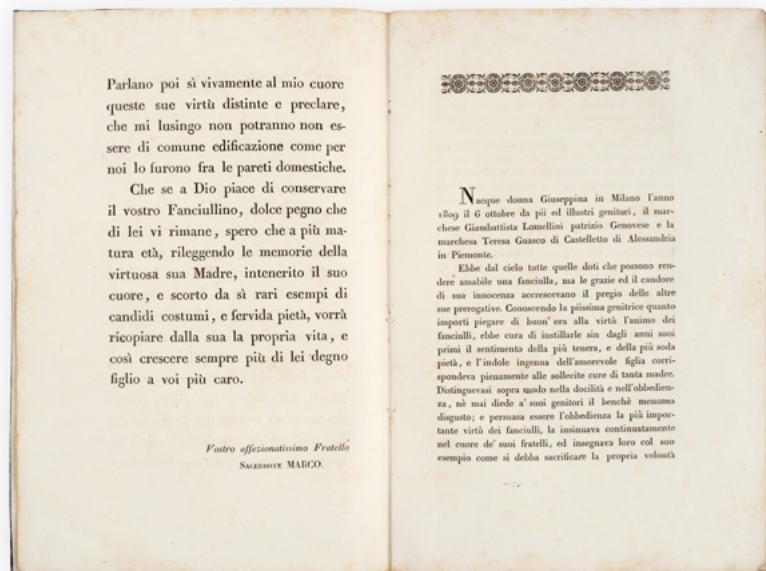 Parlano poi sì vivamente al mio cuore
queste sue virtù distinte e preclare,
che mi lusingo non potranno non es-
sere di comune edificazione come per
noi lo furono fra le pareti domestiche.
Che se a Dio piace di conservare
il vostro Fanciullino, dolce pegno che
di lei vi rimane, spero che a più ma-
tura età, rileggendo le memorie della
virtuosa sua Madre, intenerito il suo
cuore, e scorto da sì rari esempi di
candidi costumi, e fervida pietà, vorrà
ricopiare dalla sua la propria vita, e
così crescere sempre più di lei degno
figlio a voi più caro.
Vostro affezionatissimo Fratello
SACERDOTE MARCO.
Nacque donna Giuseppina in Milano l'anno
1809 il 6 ottobre da pii ed illustri genitori, il mar-
chese Giambattista Lomellini patrizio Genovese e la
marchesa Teresa Guasco di Castelletto di Alessandria
in Piemonte.
Ebbe dal cielo tutte quelle doti che possono ren-
dere amabile una fanciulla, ma le grazie ed il candore
di sua innocenza accrescevano il pregio delle altre
sue prerogative. Conoscendo la piissima genitrice quanto
importi piegare di buon' era alla virtù l'animo dei
fanciulli, ebbe cura di instillarle sin dagli anni suoi
primi il sentimento della più tenera, e della più soda
pietà, e l'indole ingenua dell'amorevole figlia corri-
spondeva pienamente alle sollecite cure di tanta madre.
Distinguevasi sopra modo nella docilità e nell'obbedien-
za, nè mai diede a' suoi genitori il benchè menomo
disgusto; e persuasa essere l'obbedienza la più impor-
tante virtù dei fanciulli, la insinuava continuatamente
nel cuore de' suoi fratelli, ed insegnava loro col suo
esempio come si debba sacrificare la propria volontà